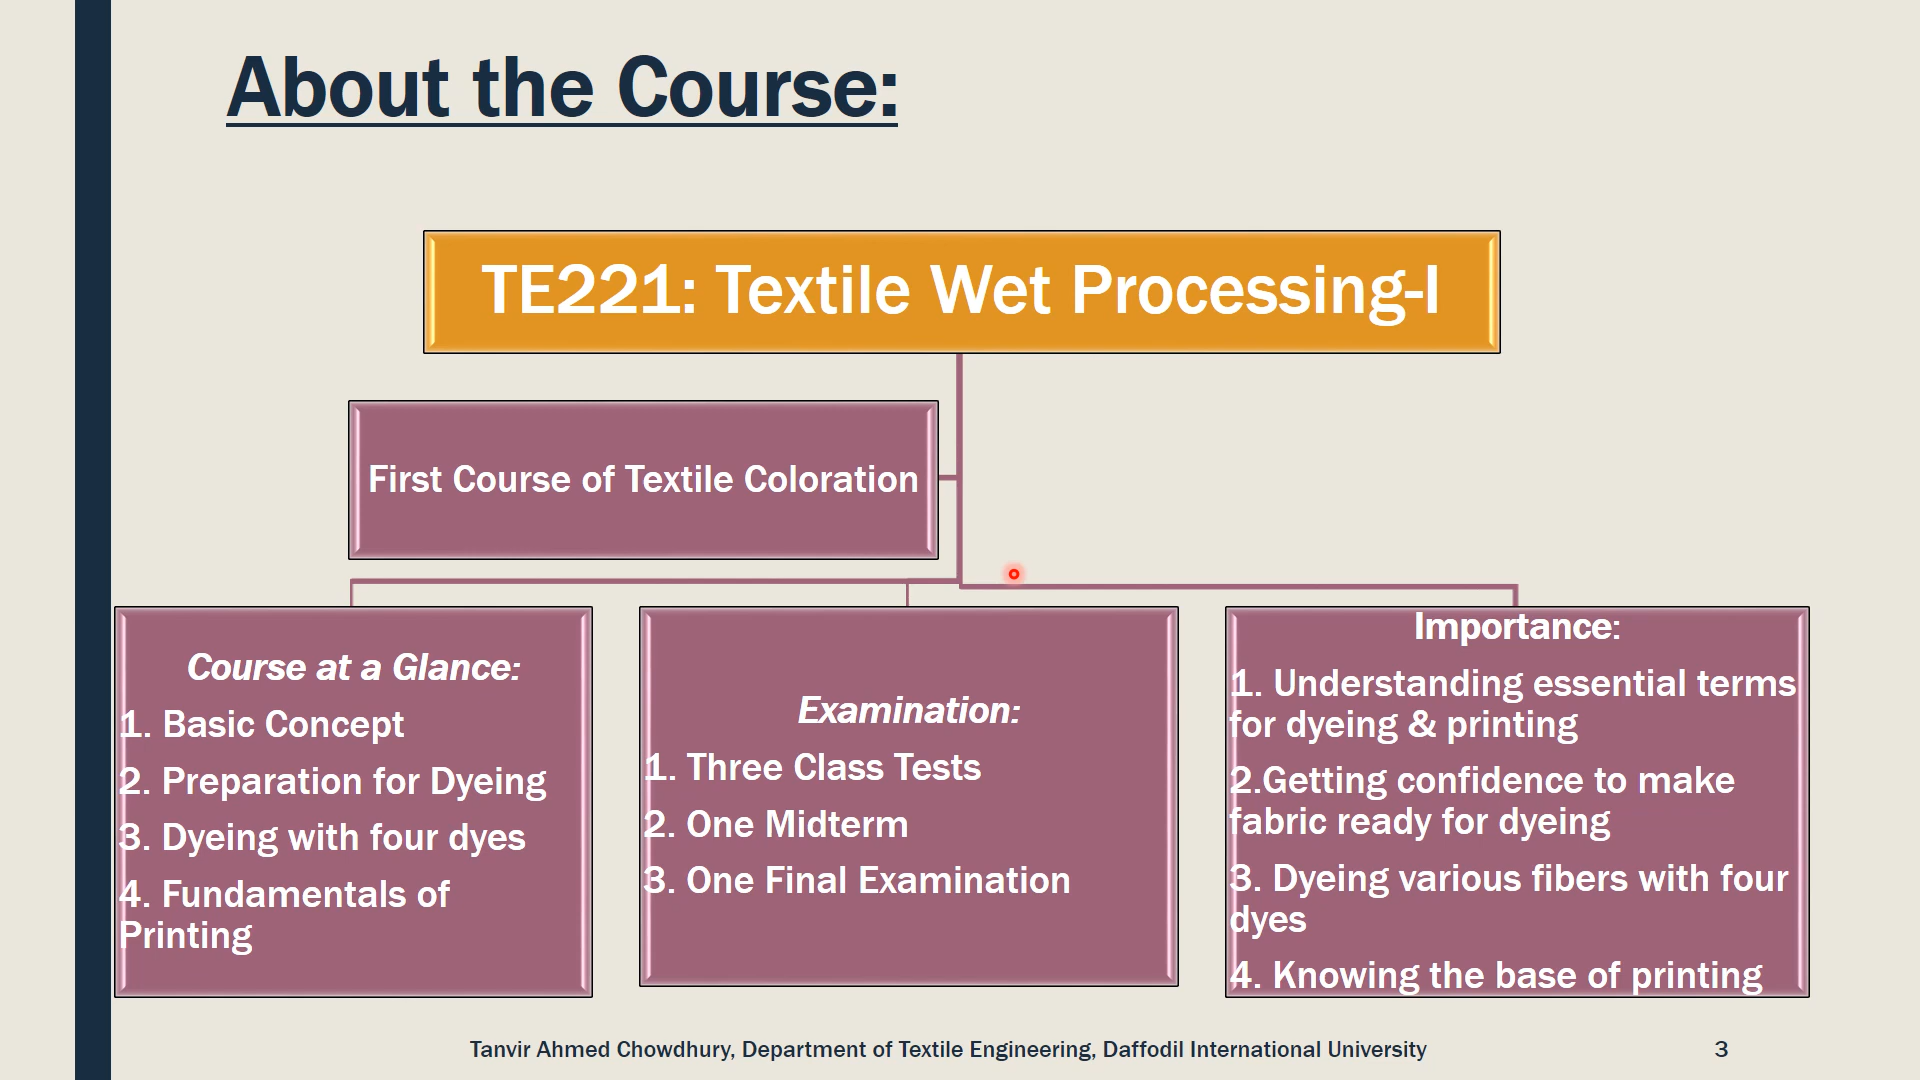 About the Course:
TE221: Textile Wet Processing-I
First Course of Textile Coloration
Course at a Glance:
1. Basic Concept
2. Preparation for Dyeing
3. Dyeing with four dyes
4. Fundamentals of
Printing
Examination:
1. Three Class Tests
2. One Midterm
3. One Final Examination
Importance:
1. Understanding essential terms
for dyeing & printing
2.Getting confidence to make
fabric ready for dyeing
3. Dyeing various fibers with four
dyes
4. Knowing the base of printing
Tanvir Ahmed Chowdhury, Department of Textile Engineering, Daffodil International University
3